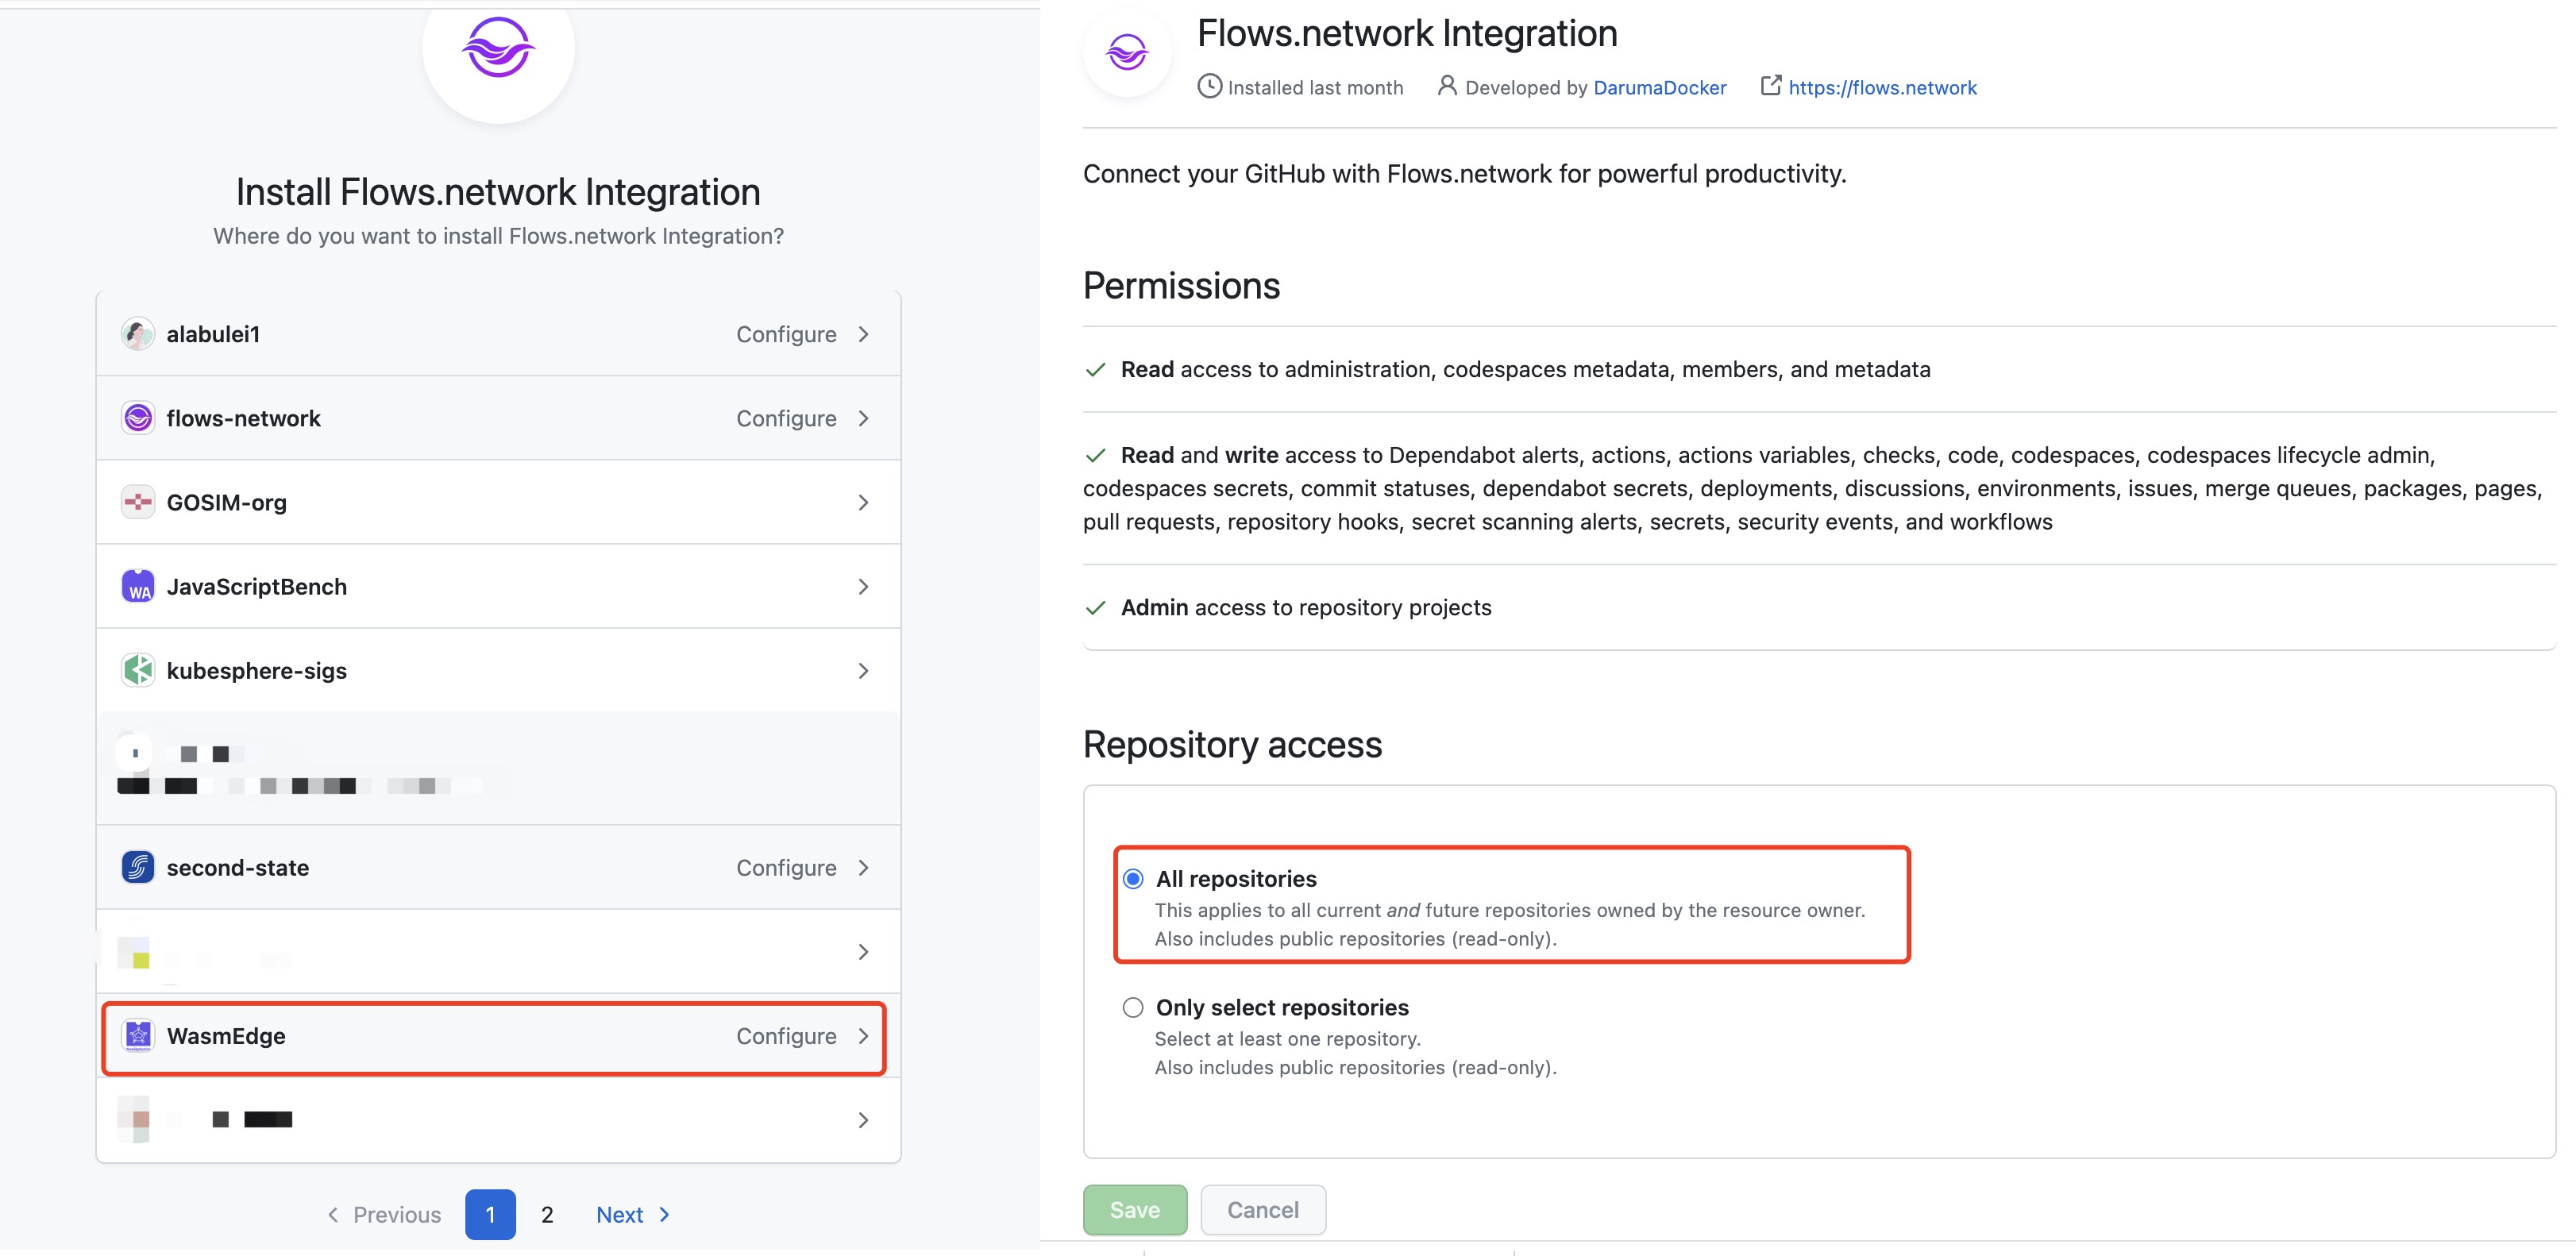 Install Flows.network Integration
Where do you want to install Flows.network Integration?
alabulei1 Configure
flows-network Configure
GOSIM-org
WA JavaScriptBench
kubesphere-sigs
second-state Configure
WasmEdge Configure
Previous 1 2 Next
Flows.network Integration
Installed last month Developed by DarumaDocker https://flows.network
Connect your GitHub with Flows.network for powerful productivity.
Permissions
Read access to administration, codespaces metadata, members, and metadata
Read and write access to Dependabot alerts, actions, actions variables, checks, code, codespaces, codespaces lifecycle admin,
codespaces secrets, commit statuses, dependabot secrets, deployments, discussions, environments, issues, merge queues, packages, pages,
pull requests, repository hooks, secret scanning alerts, secrets, security events, and workflows
Admin access to repository projects
Repository access
All repositories
This applies to all current and future repositories owned by the resource owner.
Also includes public repositories (read-only).
Only select repositories
Select at least one repository.
Also includes public repositories (read-only).
Save Cancel